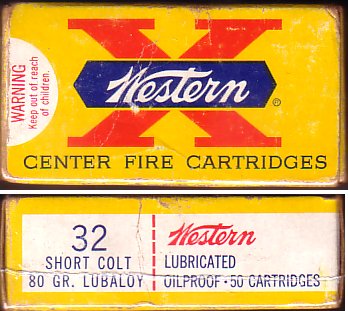 WARNING
Keep out of reach
of children.
X
Western
®
CENTER FIRE CARTRIDGES
32
SHORT COLT
80 GR. LUBALOY
Western
LUBRICATED
OILPROOF • 50 CARTRIDGES